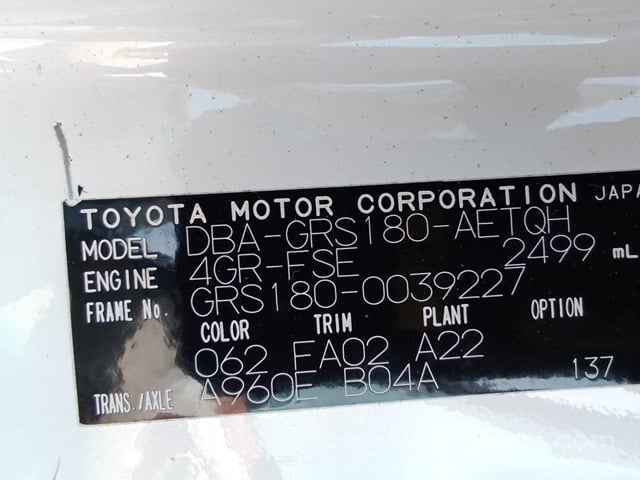 TOYOTA MOTOR CORPORATION JAPA
MODEL DBA-GRS180-AETQH
ENGINE 4GR-FSE 2499 mL
FRAME No. GRS180-0039227
COLOR TRIM PLANT OPTION
062 FA02 A22
TRANS./AXLE A960E B04A 137